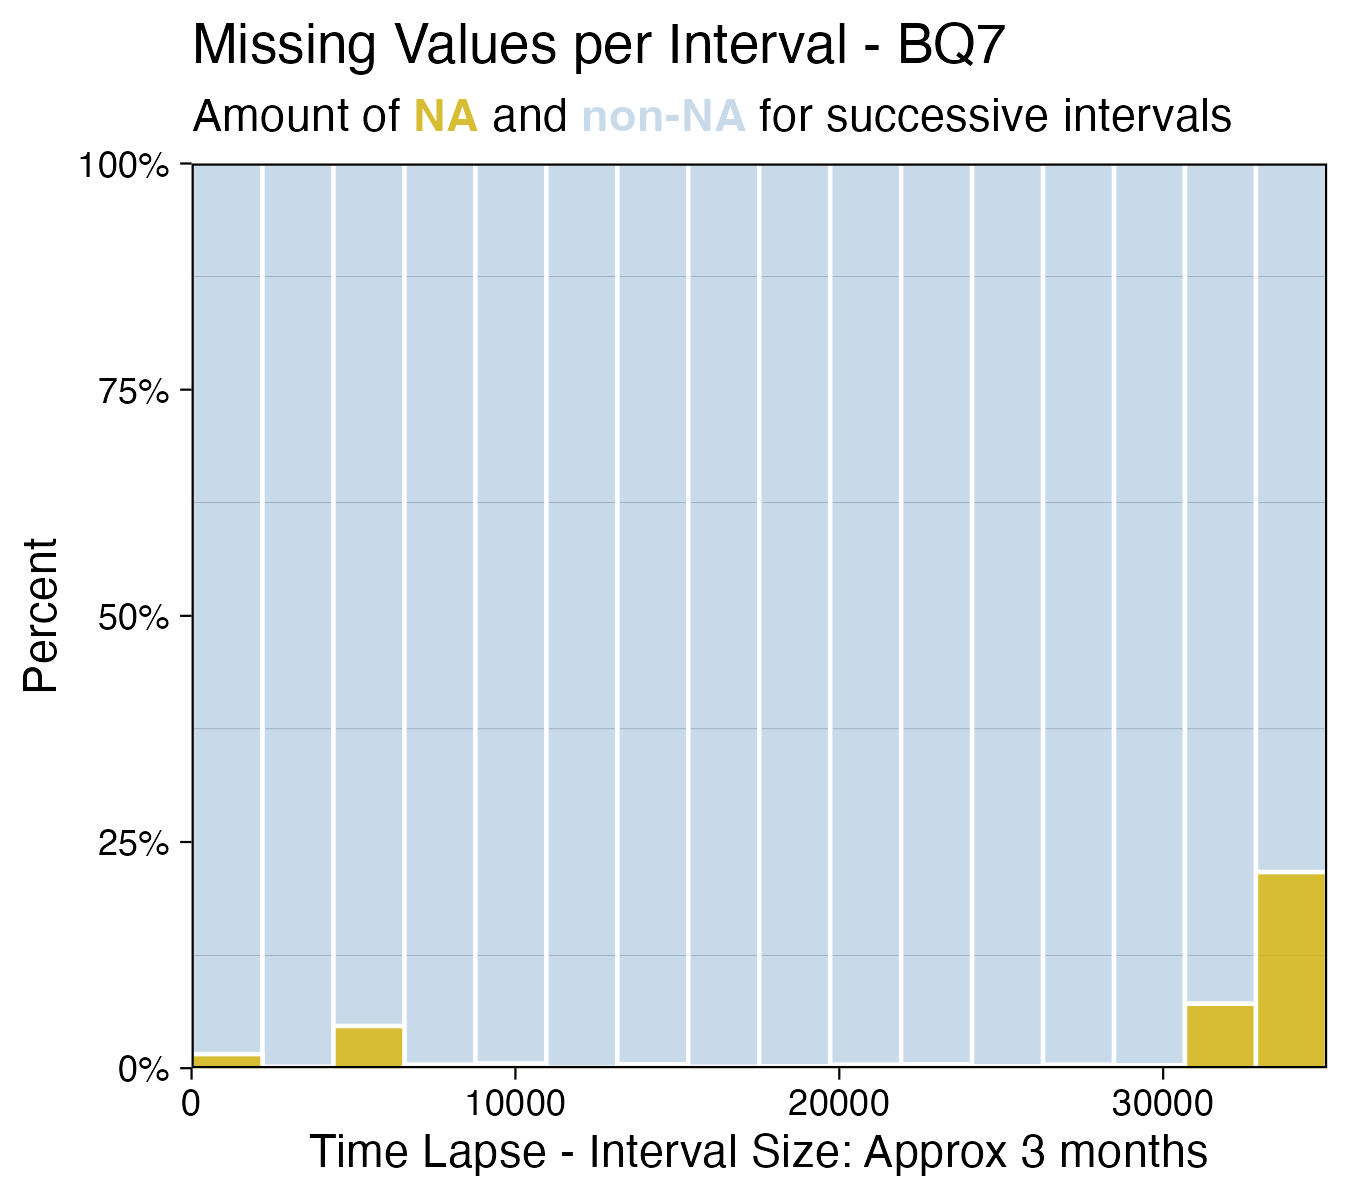 Missing Values per Interval - BQ7
Amount of NA and non-NA for successive intervals
100%
75%
50%
25%
0%
Percent
0 10000 20000 30000
Time Lapse - Interval Size: Approx 3 months